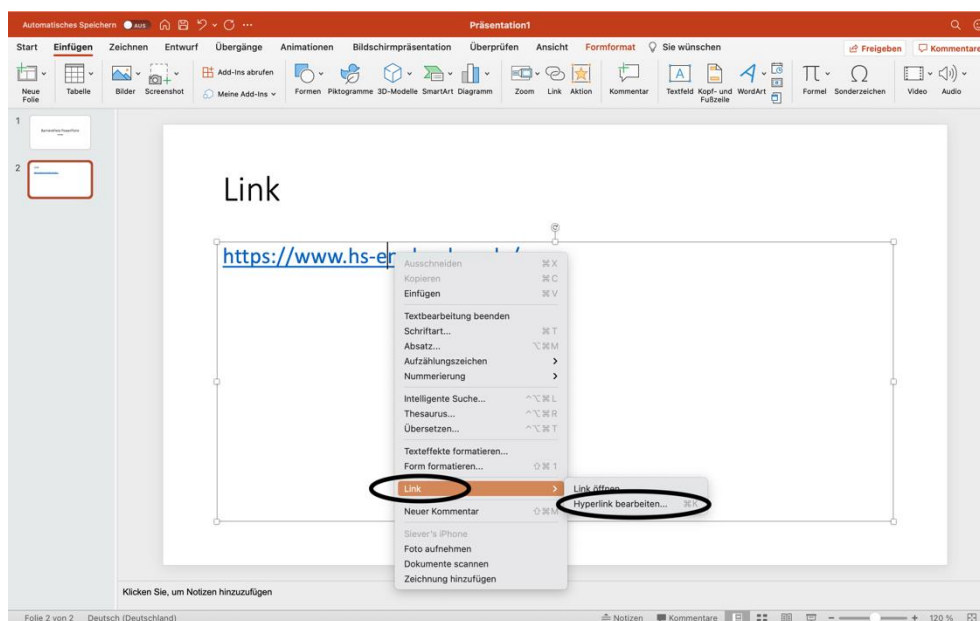 Automatisches Speichern AUS Präsentation1
Start Einfügen Zeichnen Entwurf Übergänge Animationen Bildschirmpräsentation Überprüfen Ansicht Formformat Sie wünschen Freigeben Kommentare
Neue Folie Tabelle Bilder Screenshot Add-Ins abrufen Meine Add-Ins Formen Piktogramme 3D-Modelle SmartArt Diagramm Zoom Link Aktion Kommentar Textfeld Kopf- und Fußzeile WordArt Formel Sonderzeichen Video Audio
1
2
Link
https://www.hs-
Ausschneiden ⌘X
Kopieren ⌘C
Einfügen ⌘V
Textbearbeitung beenden
Schriftart... ⌘T
Absatz... ⌥⌘M
Aufzählungszeichen
Nummerierung
Intelligente Suche... ^⌥⌘L
Thesaurus... ^⌥⌘R
Übersetzen... ^⌥⌘T
Texteffekte formatieren...
Form formatieren... ⇧⌘1
Link
Link öffnen
Hyperlink bearbeiten... ⌘K
Neuer Kommentar ⇧⌘M
Siever's iPhone
Foto aufnehmen
Dokumente scannen
Zeichnung hinzufügen
Klicken Sie, um Notizen hinzuzufügen
Folie 2 von 2 Deutsch (Deutschland) Notizen Kommentare 120 %